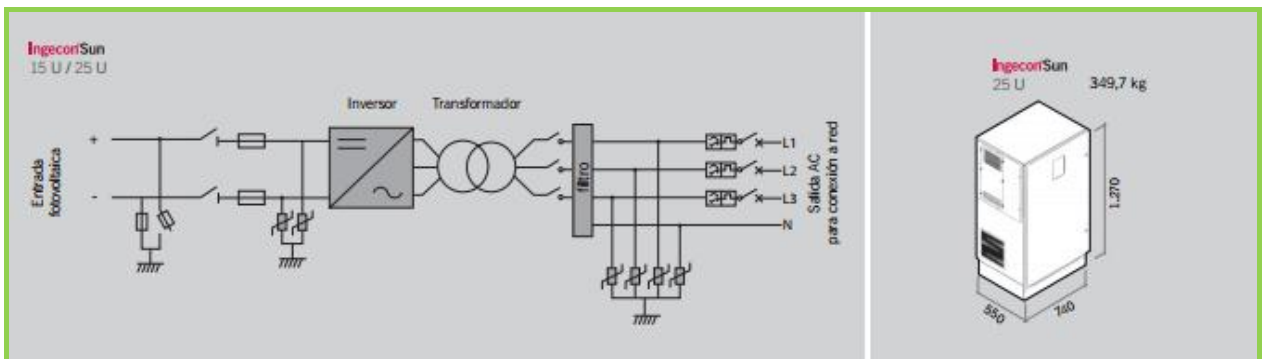 IngeconSun
15 U / 25 U
Inversor
Transformador
+
-
Entrada
fotovoltaica
filtro
L1
L2
L3
N
Salida AC
para conexión a red
IngeconSun
25 U
349,7 kg
1.270
550
740